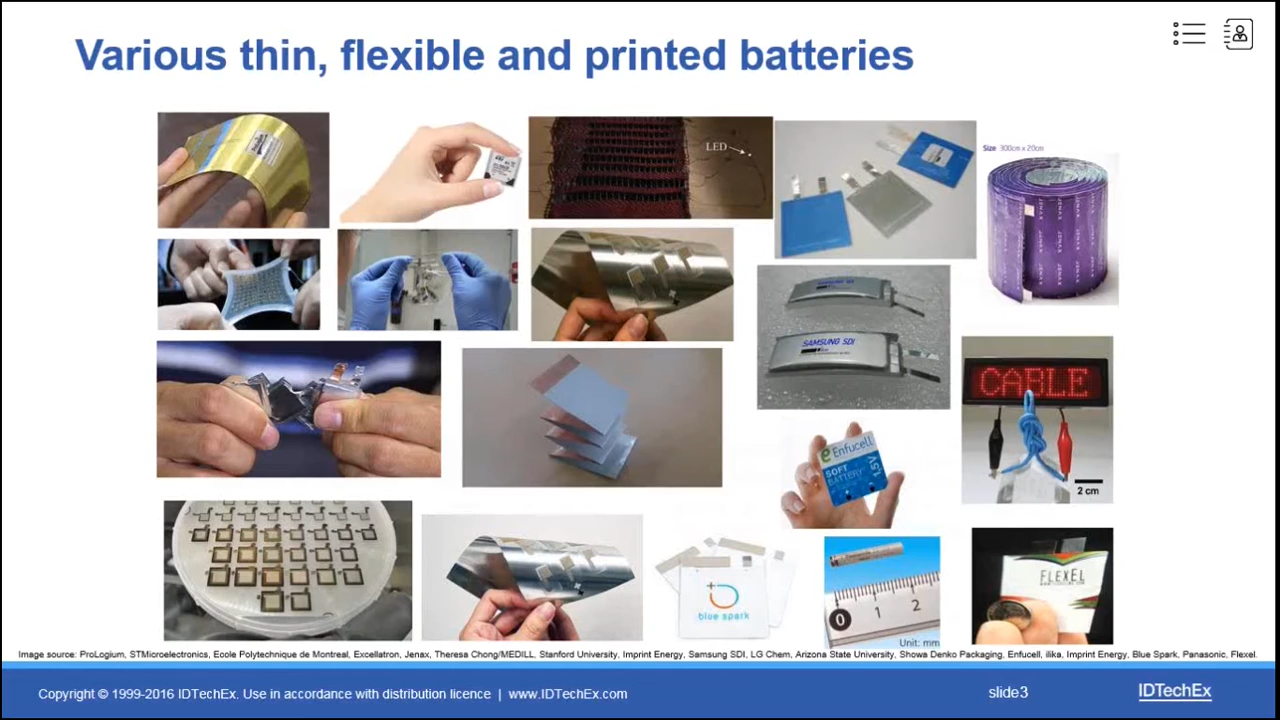 Various thin, flexible and printed batteries
LED
Size 300cm x 20cm
SAMSUNG SDI
SAMSUNG SDI
CABLE
2 cm
Enfucell
SOFT
BATTERY
1,5V
blue spark
0 1 2
Unit: mm
FLEXEL
Image source: ProLogium, STMicroelectronics, Ecole Polytechnique de Montreal, Excellatron, Jenax, Theresa Chong/MEDILL, Stanford University, Imprint Energy, Samsung SDI, LG Chem, Arizona State University, Showa Denko Packaging, Enfucell, ilika, Imprint Energy, Blue Spark, Panasonic, Flexel.
Copyright © 1999-2016 IDTechEx. Use in accordance with distribution licence | www.IDTechEx.com
slide3
IDTechEx